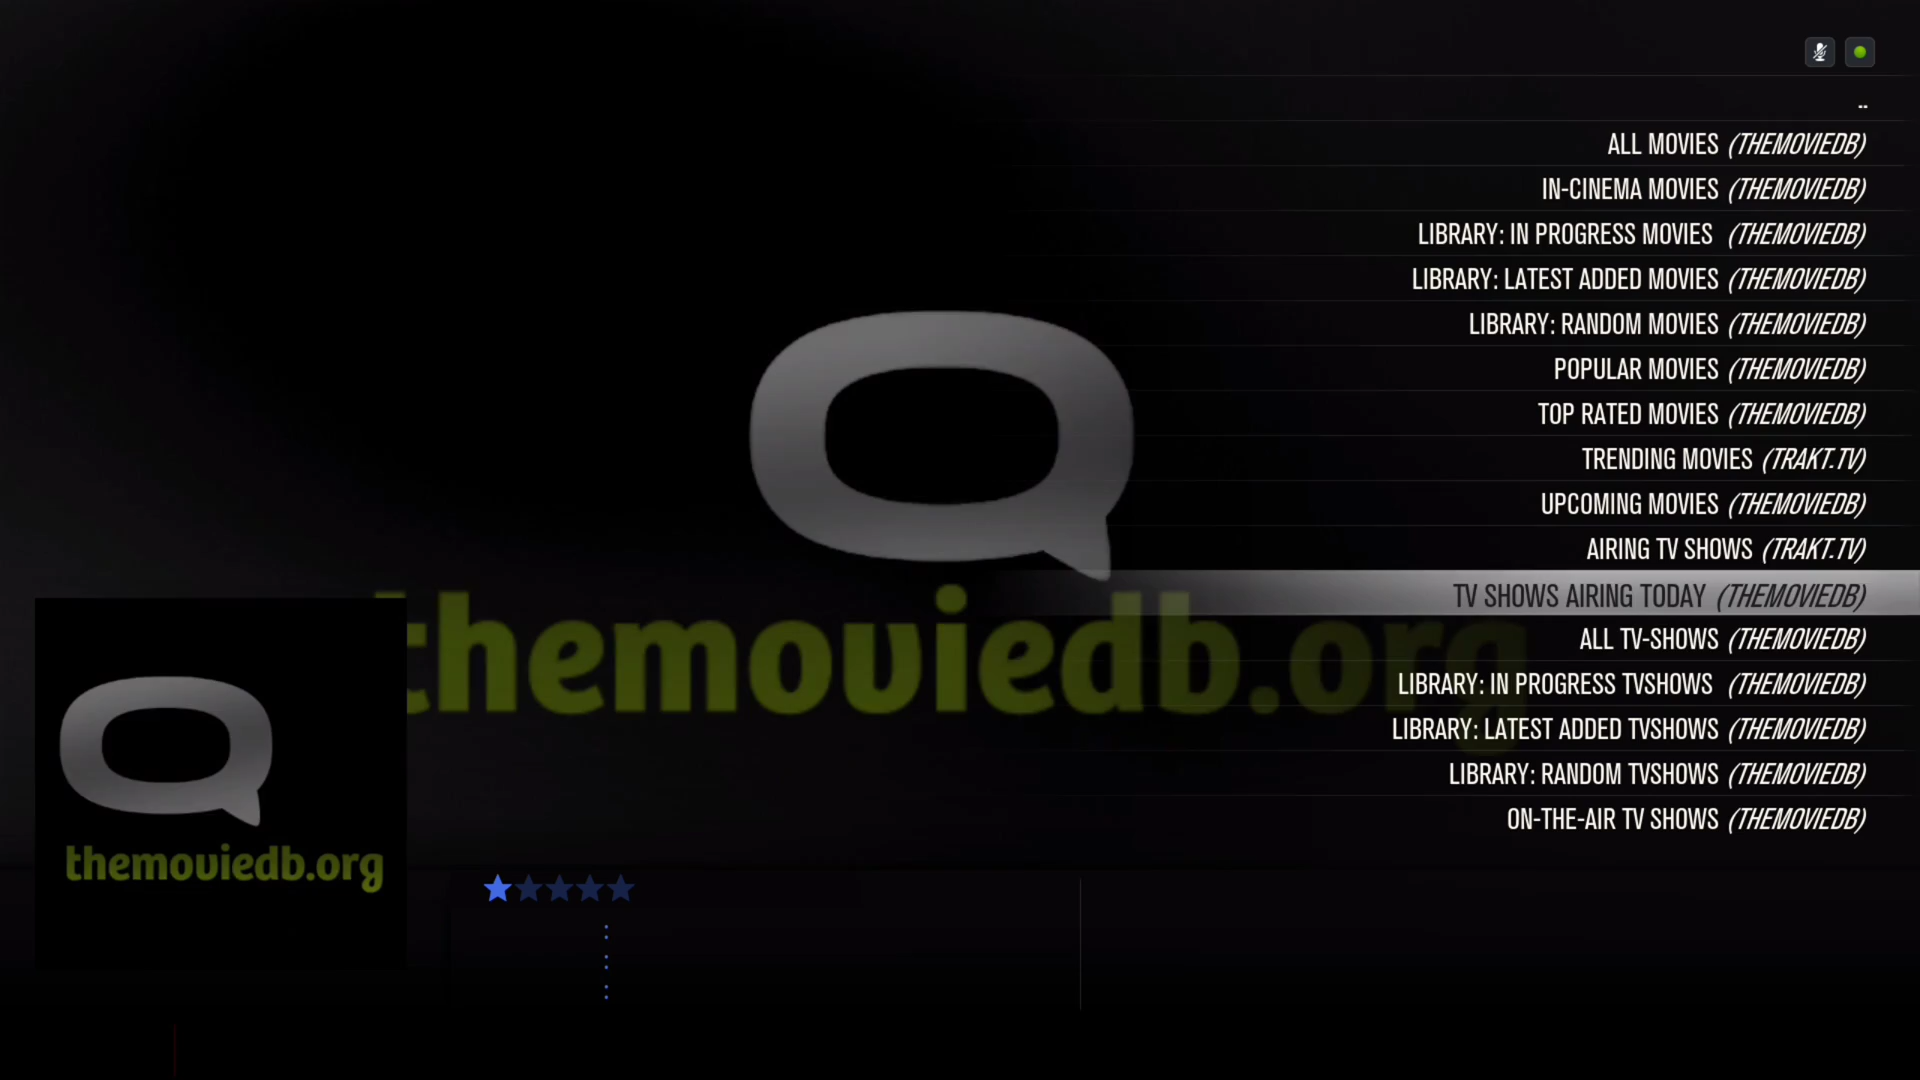 ..
ALL MOVIES (THEMOVIEDB)
IN-CINEMA MOVIES (THEMOVIEDB)
LIBRARY: IN PROGRESS MOVIES (THEMOVIEDB)
LIBRARY: LATEST ADDED MOVIES (THEMOVIEDB)
LIBRARY: RANDOM MOVIES (THEMOVIEDB)
POPULAR MOVIES (THEMOVIEDB)
TOP RATED MOVIES (THEMOVIEDB)
TRENDING MOVIES (TRAKT.TV)
UPCOMING MOVIES (THEMOVIEDB)
AIRING TV SHOWS (TRAKT.TV)
TV SHOWS AIRING TODAY (THEMOVIEDB)
ALL TV-SHOWS (THEMOVIEDB)
LIBRARY: IN PROGRESS TVSHOWS (THEMOVIEDB)
LIBRARY: LATEST ADDED TVSHOWS (THEMOVIEDB)
LIBRARY: RANDOM TVSHOWS (THEMOVIEDB)
ON-THE-AIR TV SHOWS (THEMOVIEDB)
themoviedb.org
themoviedb.org